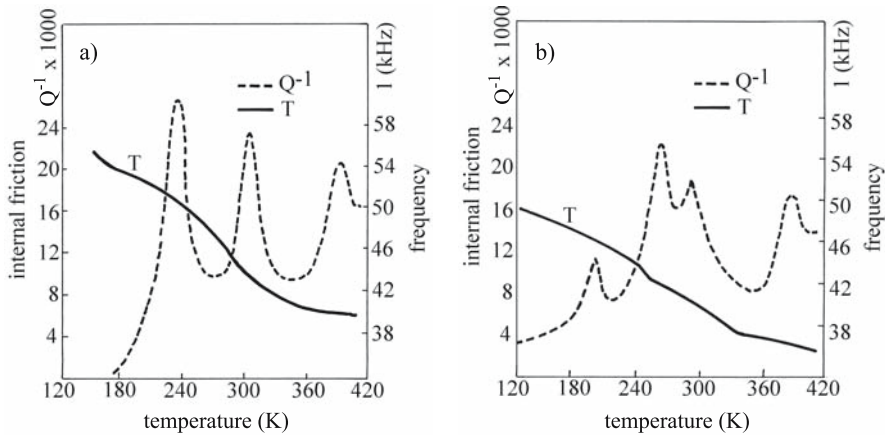 a)
Q-1 x 1000
internal friction
24
20
16
12
8
4
120 180 240 300 360 420
temperature (K)
1 (kHz)
frequency
58
54
50
46
42
38
Q-1
T
T
b)
Q-1 x 1000
internal friction
24
20
16
12
8
4
120 180 240 300 360 420
temperature (K)
1 (kHz)
frequency
58
54
50
46
42
38
Q-1
T
T